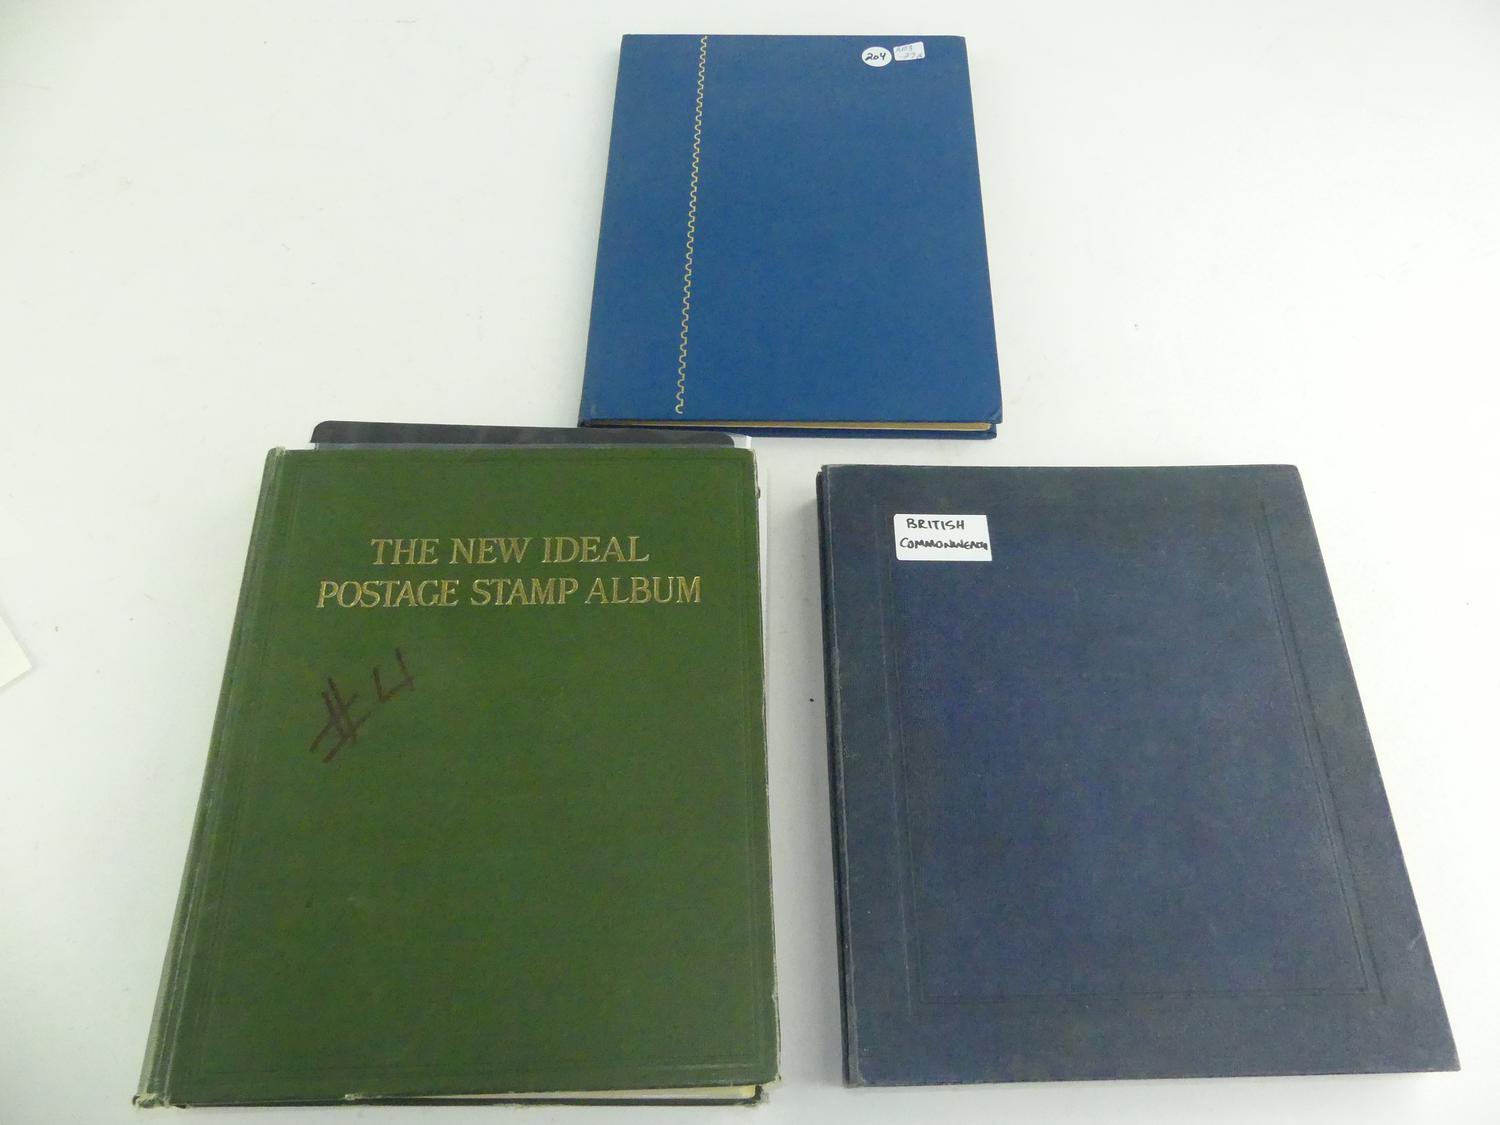 204
THE NEW IDEAL
POSTAGE STAMP ALBUM
#4
BRITISH
COMMONWEALTH